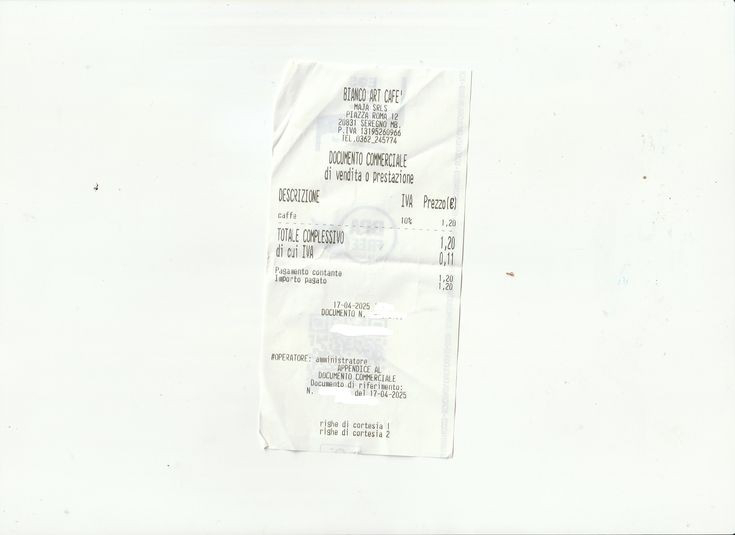 BIANCO ART CAFE'
MAJA SRLS
PIAZZA ROMA 12
20831 SEREGNO MB.
P.IVA 13195260966
TEL.0362_245774
DOCUMENTO COMMERCIALE
di vendita o prestazione
DESCRIZIONE IVA Prezzo(€)
caffe 10% 1,20
TOTALE COMPLESSIVO 1,20
di cui IVA 0,11
Pagamento contante 1,20
Importo pagato 1,20
17-04-2025
DOCUMENTO N.
#OPERATORE: amministratore
APPENDICE AL
DOCUMENTO COMMERCIALE
Documento di riferimento:
N. del 17-04-2025
righe di cortesia 1
righe di cortesia 2